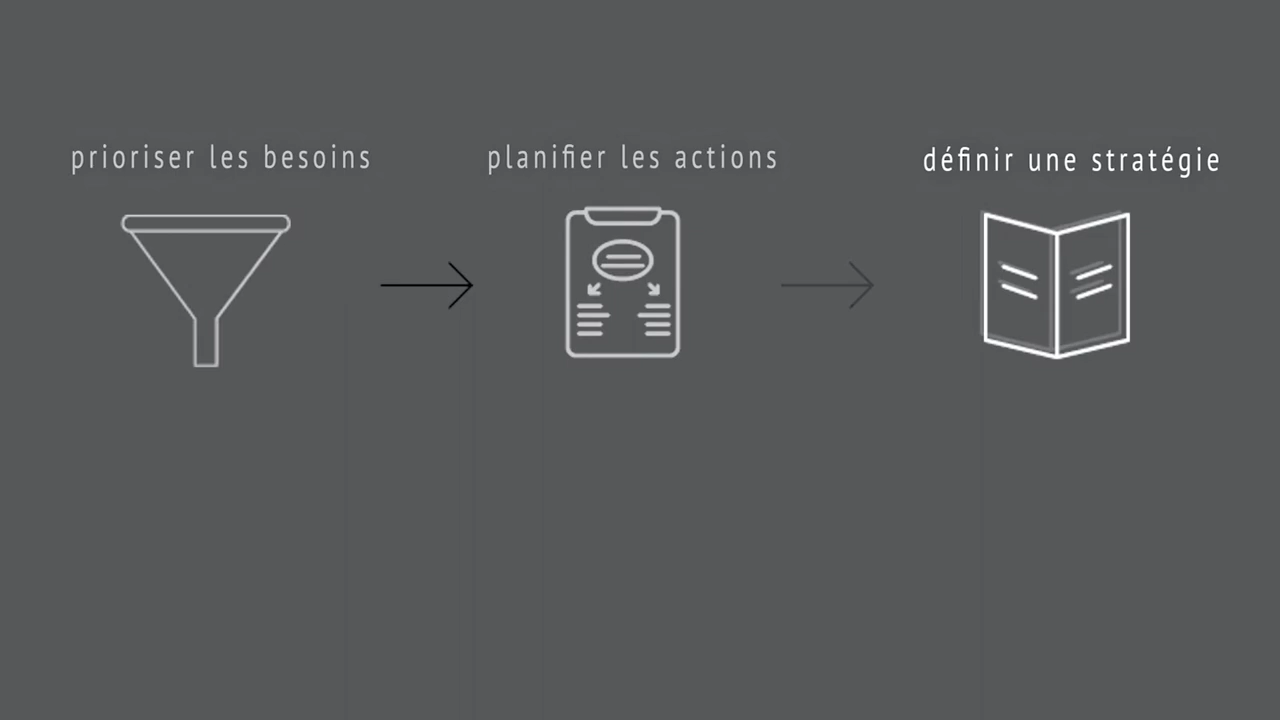 prioriser les besoins
planifier les actions
définir une stratégie